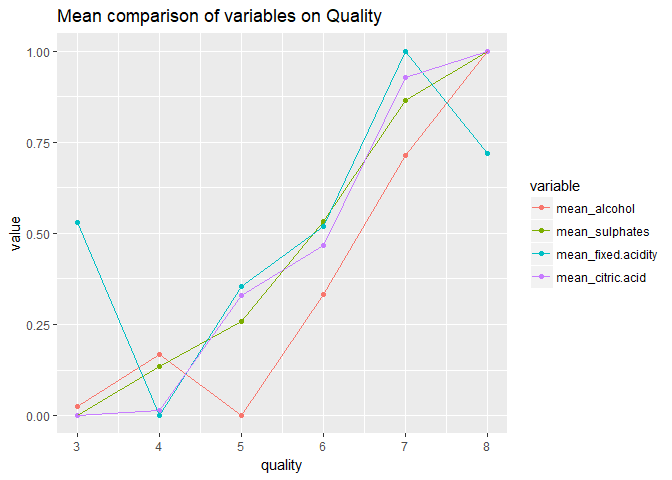 Mean comparison of variables on Quality
1.00
0.75
0.50
0.25
0.00
value
3 4 5 6 7 8
quality
variable
mean_alcohol
mean_sulphates
mean_fixed.acidity
mean_citric.acid